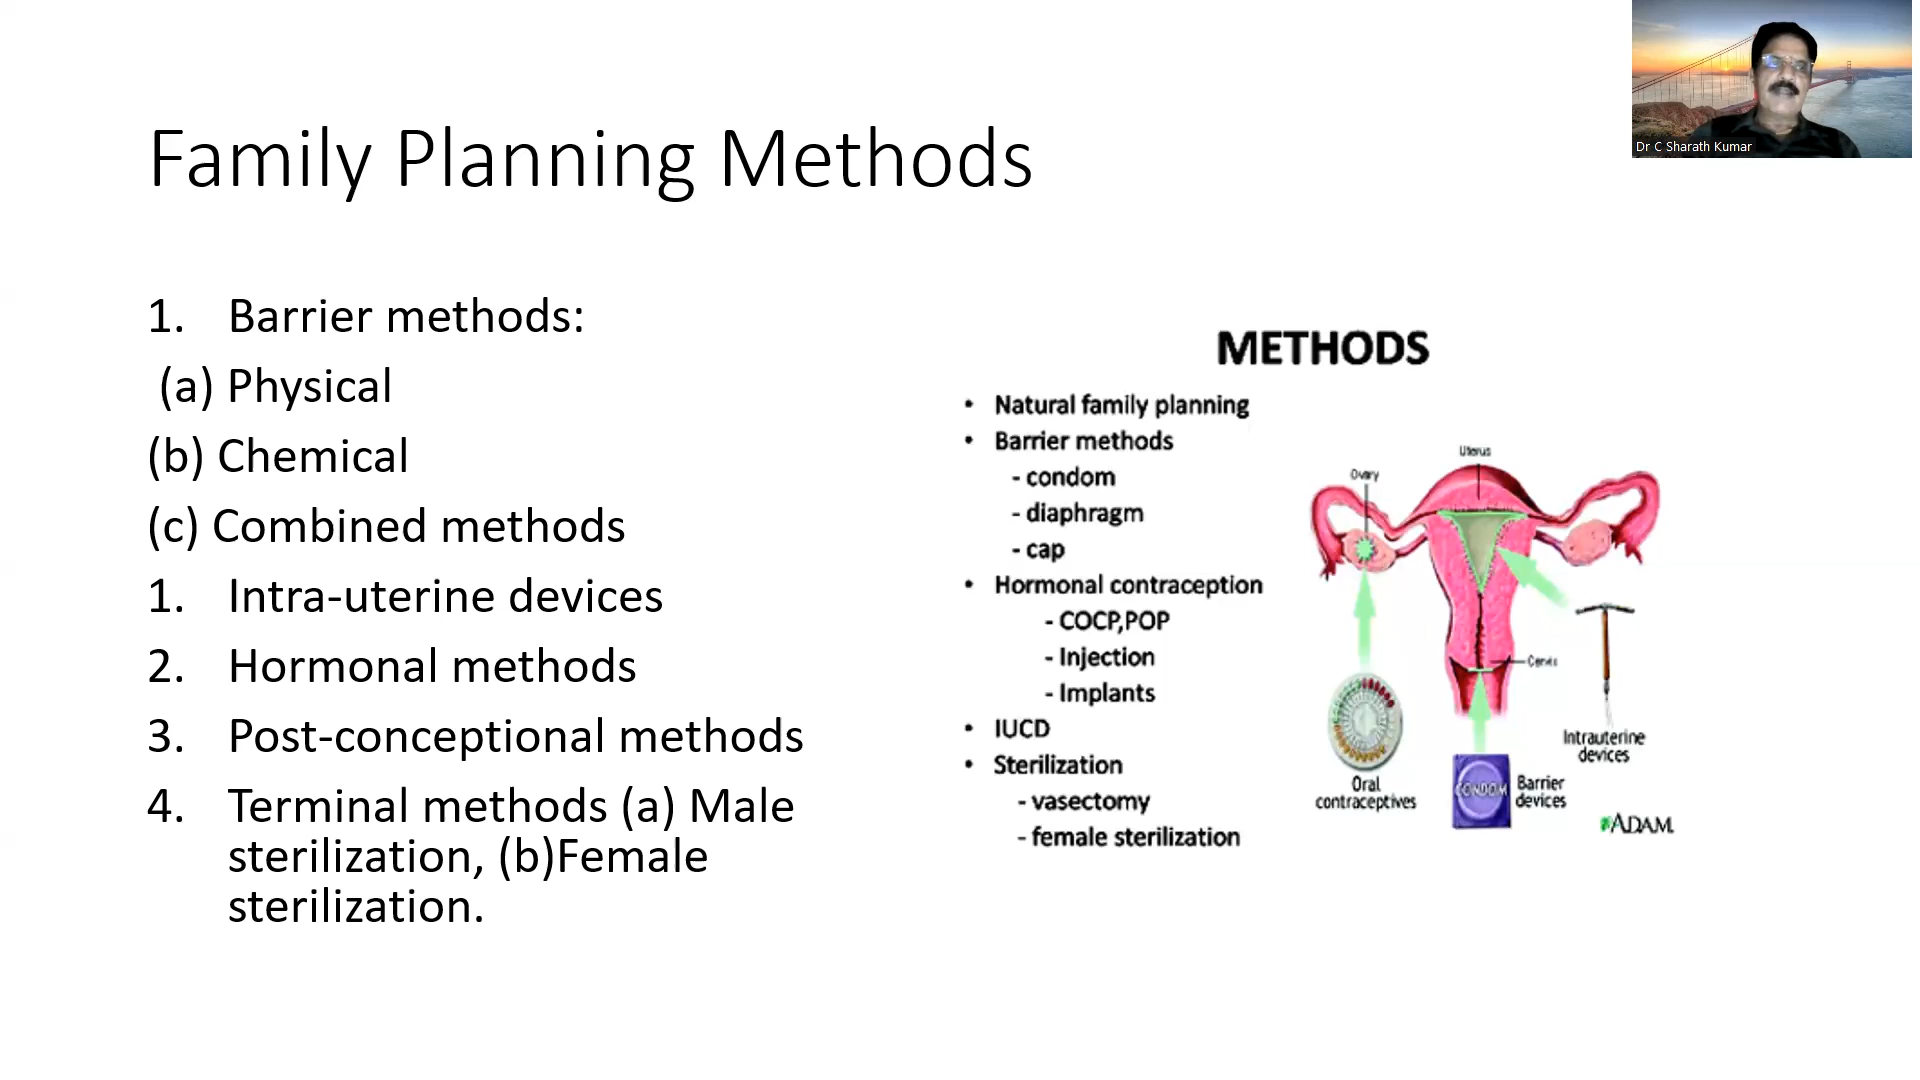 Dr C Sharath Kumar
Family Planning Methods
1. Barrier methods:
(a) Physical
(b) Chemical
(c) Combined methods
1. Intra-uterine devices
2. Hormonal methods
3. Post-conceptional methods
4. Terminal methods (a) Male
sterilization, (b)Female
sterilization.
METHODS
• Natural family planning
• Barrier methods
- condom
- diaphragm
- cap
• Hormonal contraception
- COCP,POP
- Injection
- Implants
• IUCD
• Sterilization
- vasectomy
- female sterilization
Uterus
Ovary
Cervix
Intrauterine
devices
Oral
contraceptives
CONDOM
Barrier
devices
ADAM.